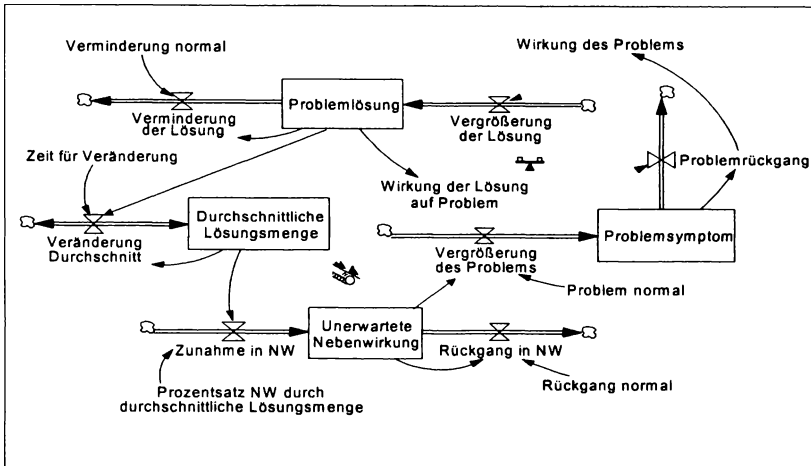 Verminderung normal
Wirkung des Problems
Problemlösung
Verminderung
der Lösung
Vergrößerung
der Lösung
Zeit für Veränderung
Problemrückgang
Wirkung der Lösung
auf Problem
Durchschnittliche
Lösungsmenge
Veränderung
Durchschnitt
Problemsymptom
Vergrößerung
des Problems
Problem normal
Unerwartete
Nebenwirkung
Zunahme in NW
Rückgang in NW
Prozentsatz NW durch
durchschnittliche Lösungsmenge
Rückgang normal